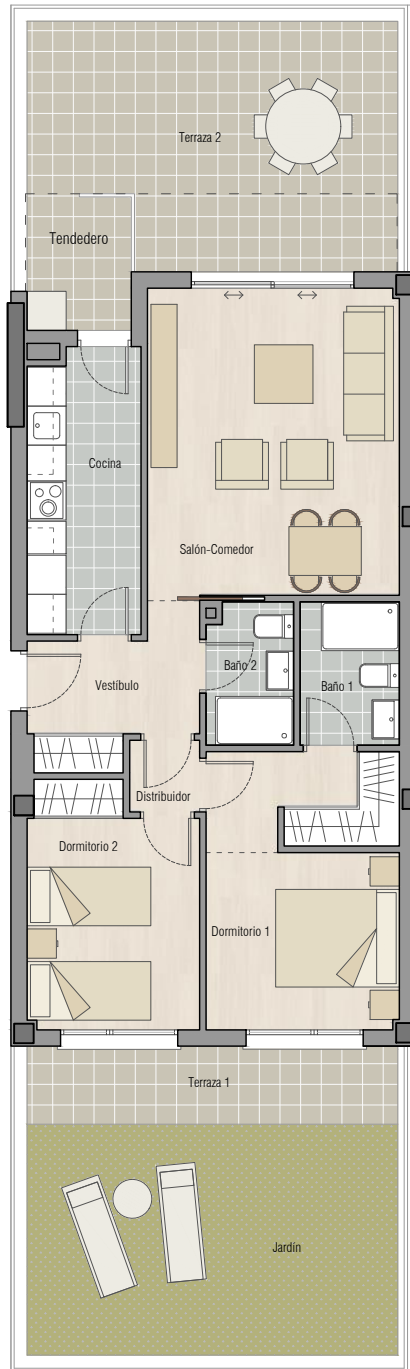 Terraza 2
Tendedero
Cocina
Salón-Comedor
Baño 2
Baño 1
Vestíbulo
Distribuidor
Dormitorio 2
Dormitorio 1
Terraza 1
Jardín